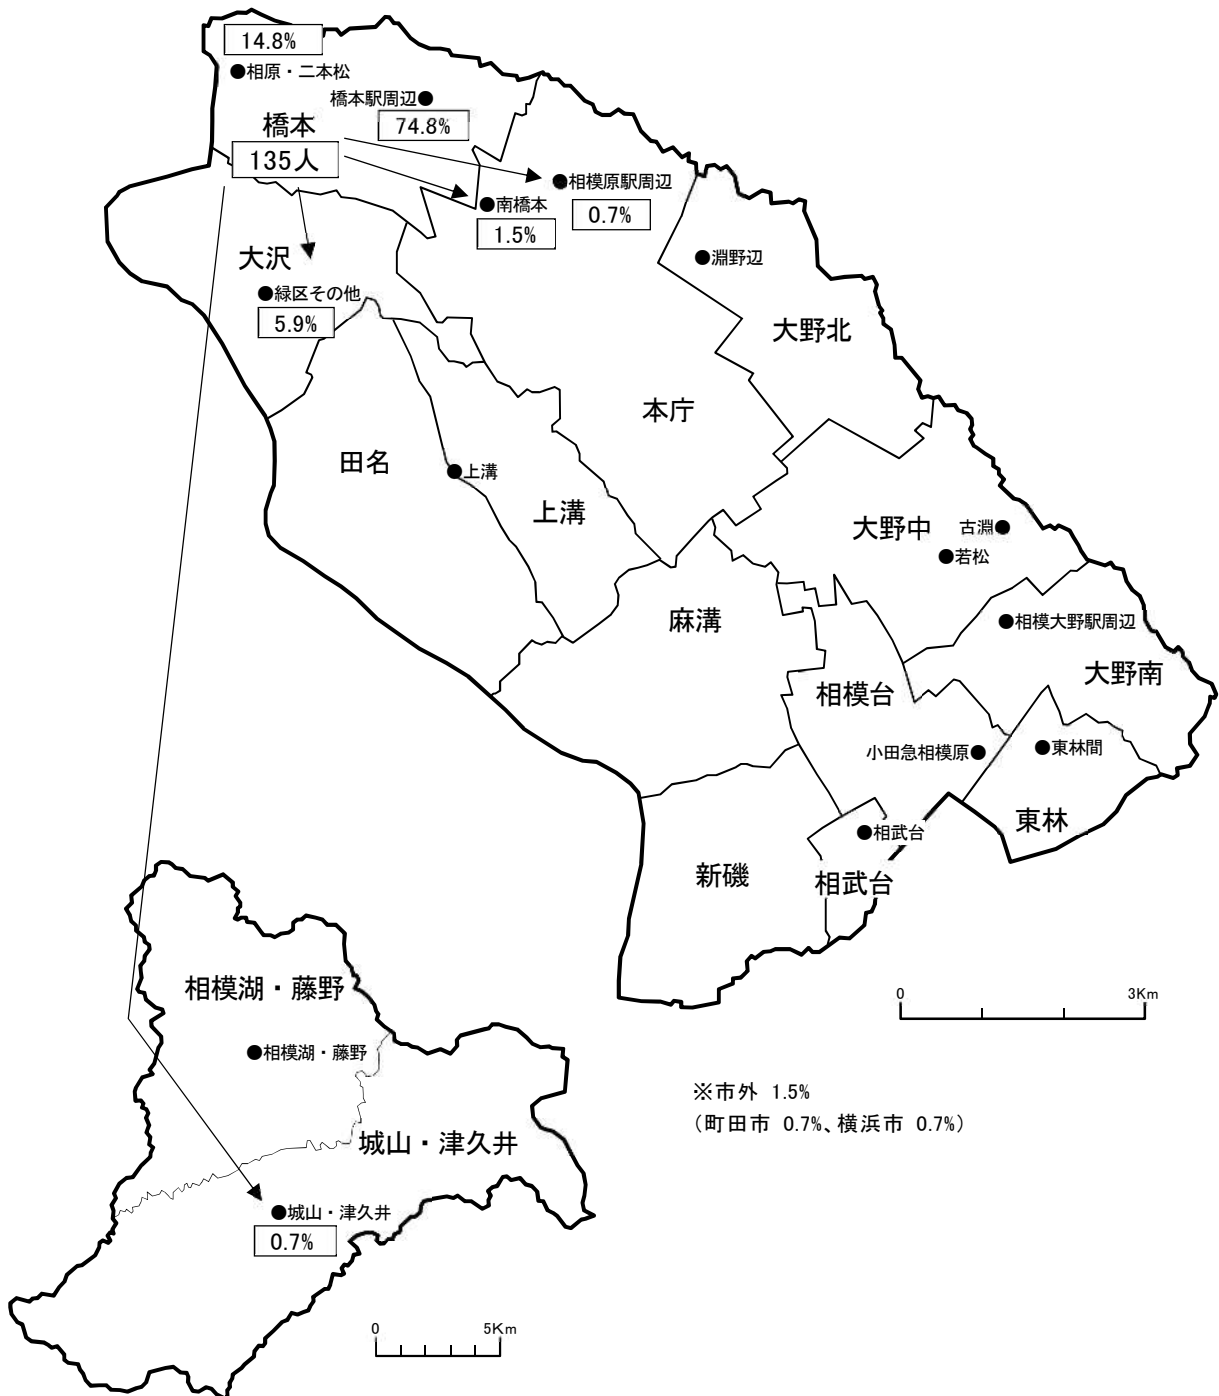 14.8%
●相原・二本松
橋本駅周辺●
74.8%
橋本
135人
●相模原駅周辺
0.7%
●南橋本
1.5%
●淵野辺
大沢
●緑区その他
5.9%
大野北
本庁
田名
●上溝
上溝
大野中
古淵●
●若松
麻溝
●相模大野駅周辺
大野南
相模台
小田急相模原●
●東林間
東林
●相武台
相武台
新磯
相模湖・藤野
●相模湖・藤野
城山・津久井
●城山・津久井
0.7%
0 3Km
※市外 1.5%
(町田市 0.7%、横浜市 0.7%)
0 5Km